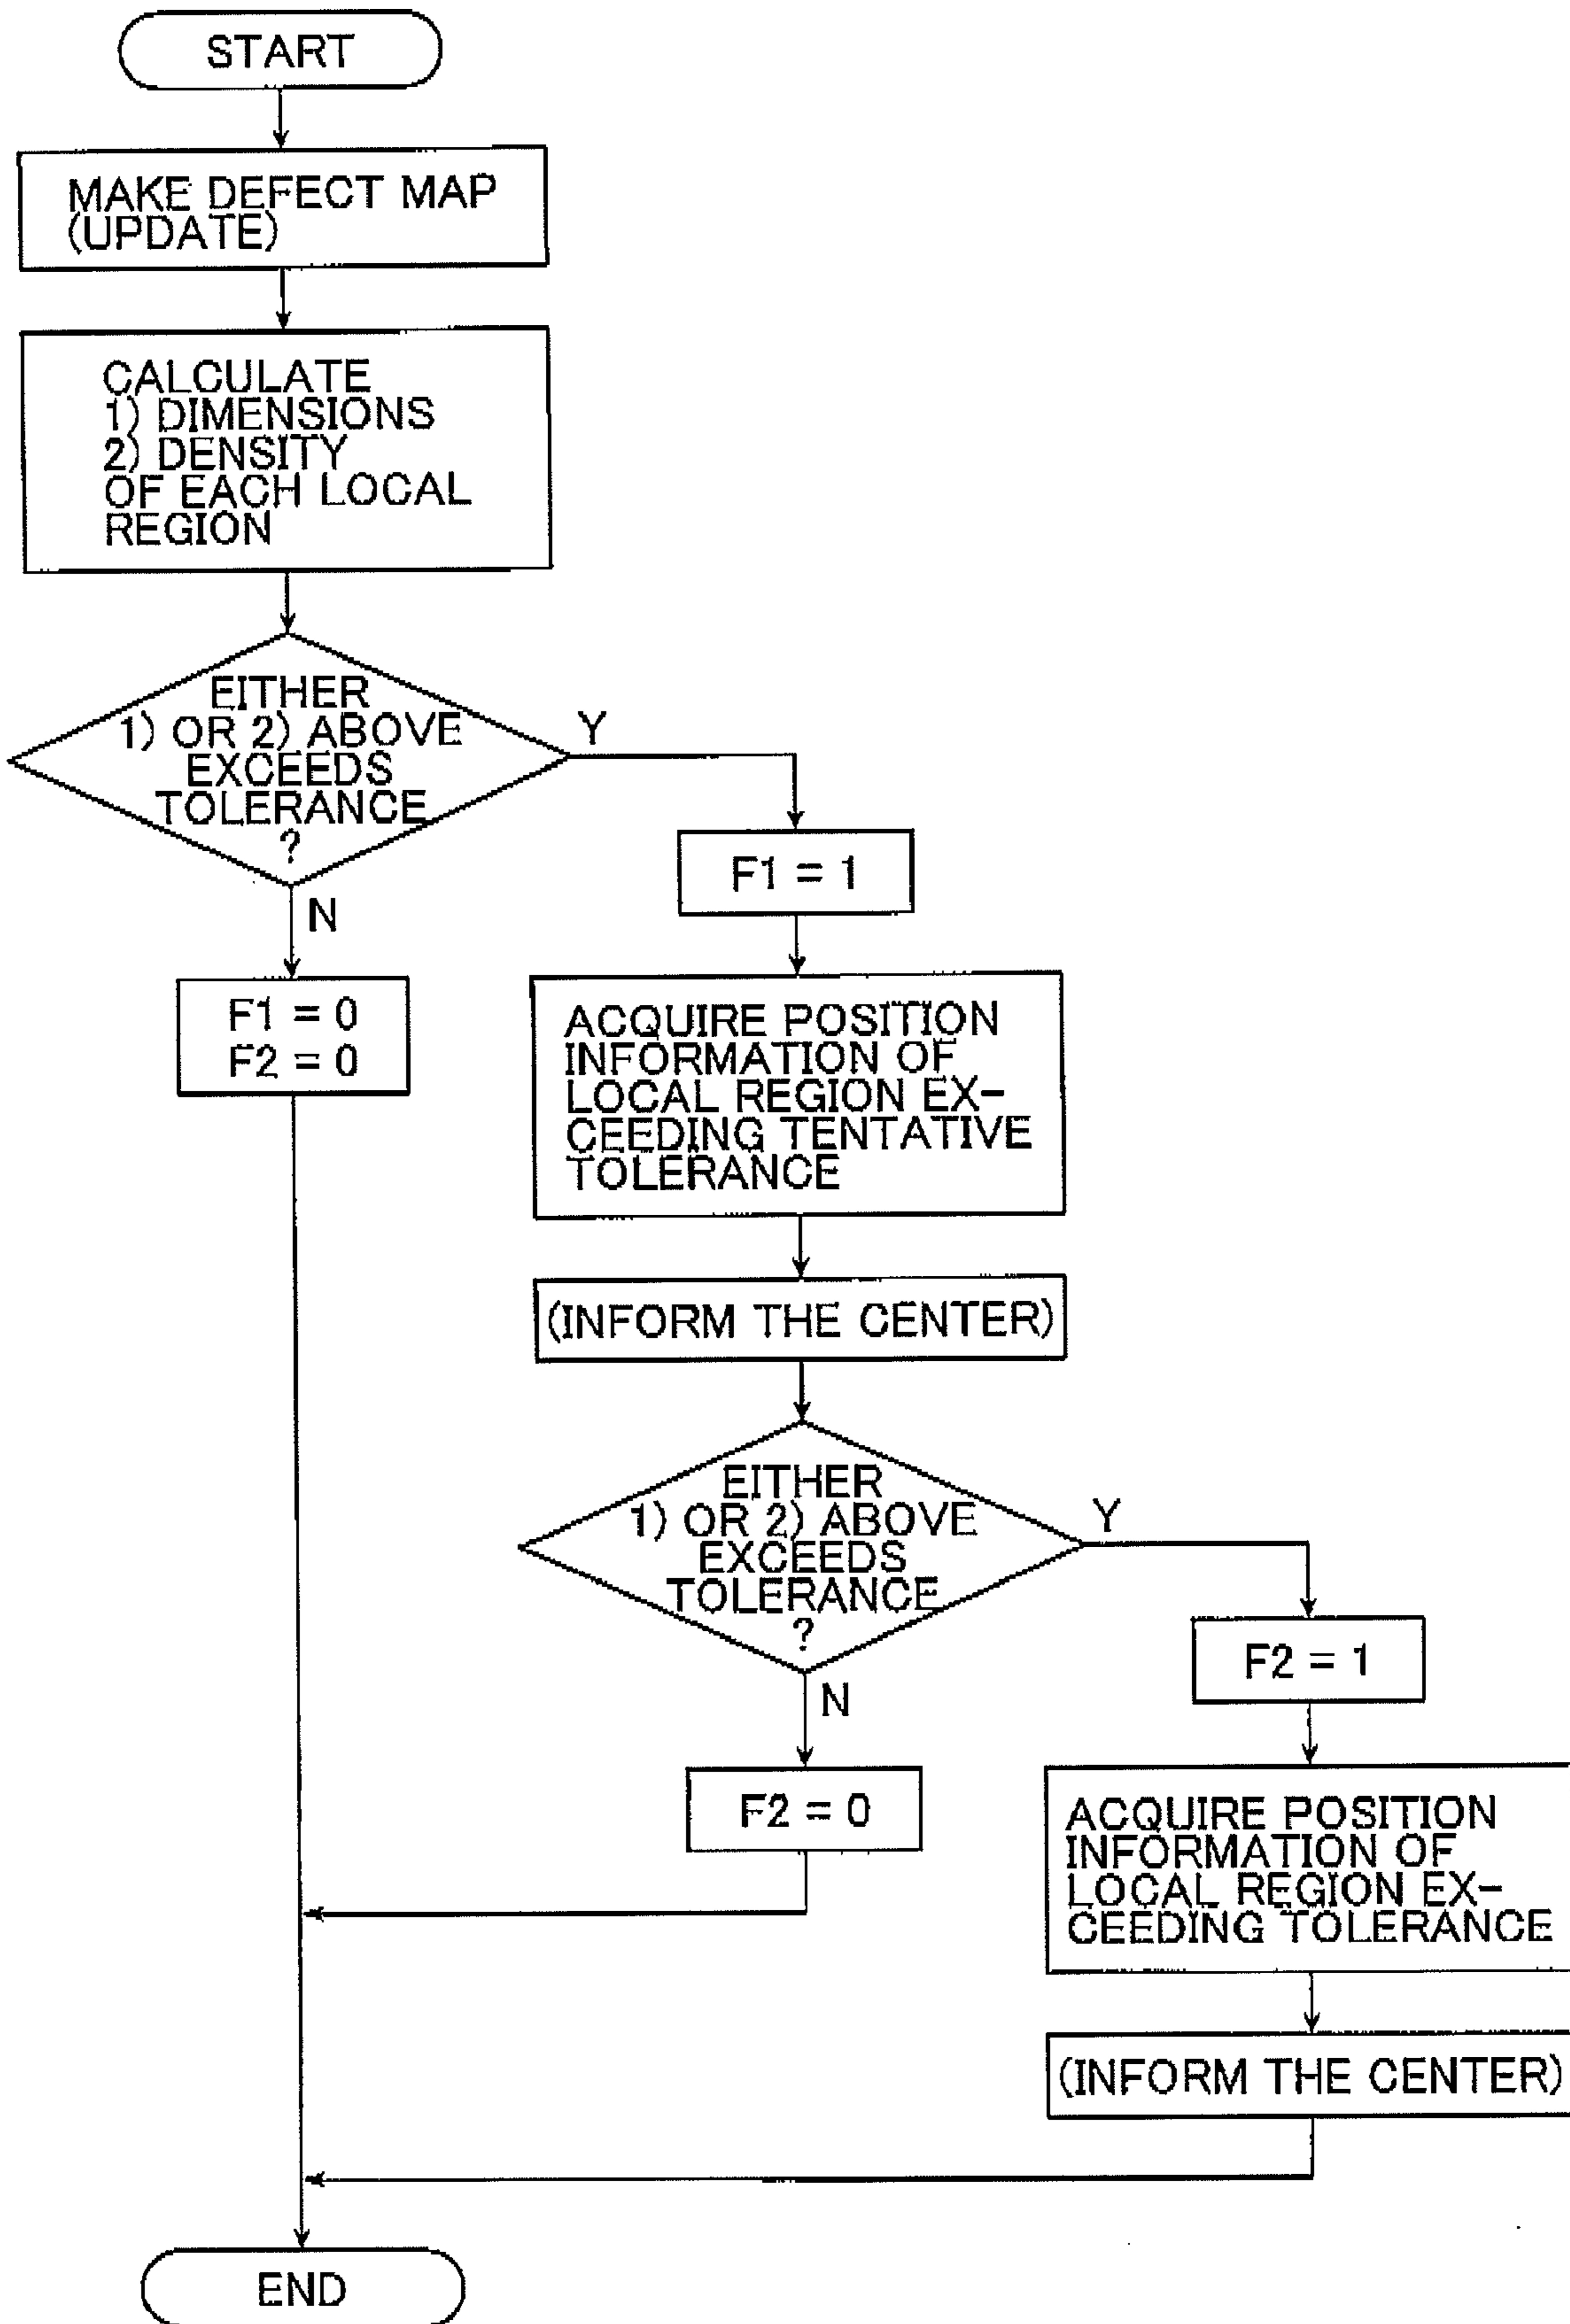 START
MAKE DEFECT MAP
(UPDATE)
CALCULATE
1) DIMENSIONS
2) DENSITY
OF EACH LOCAL
REGION
EITHER
1) OR 2) ABOVE
EXCEEDS
TOLERANCE
?
Y
N
F1 = 1
F1 = 0
F2 = 0
ACQUIRE POSITION
INFORMATION OF
LOCAL REGION EX-
CEEDING TENTATIVE
TOLERANCE
(INFORM THE CENTER)
EITHER
1) OR 2) ABOVE
EXCEEDS
TOLERANCE
?
Y
N
F2 = 1
F2 = 0
ACQUIRE POSITION
INFORMATION OF
LOCAL REGION EX-
CEEDING TOLERANCE
(INFORM THE CENTER)
END